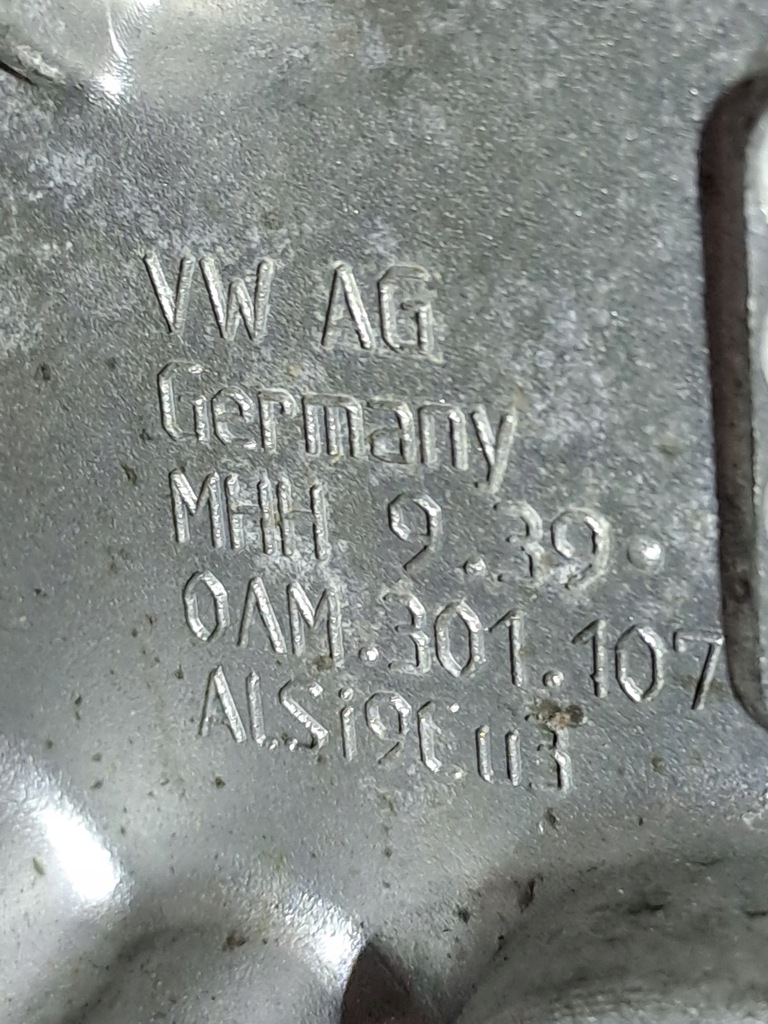 VW AG
Germany
MHH 9.39.
0AM.301.107
ALSi9Cu3